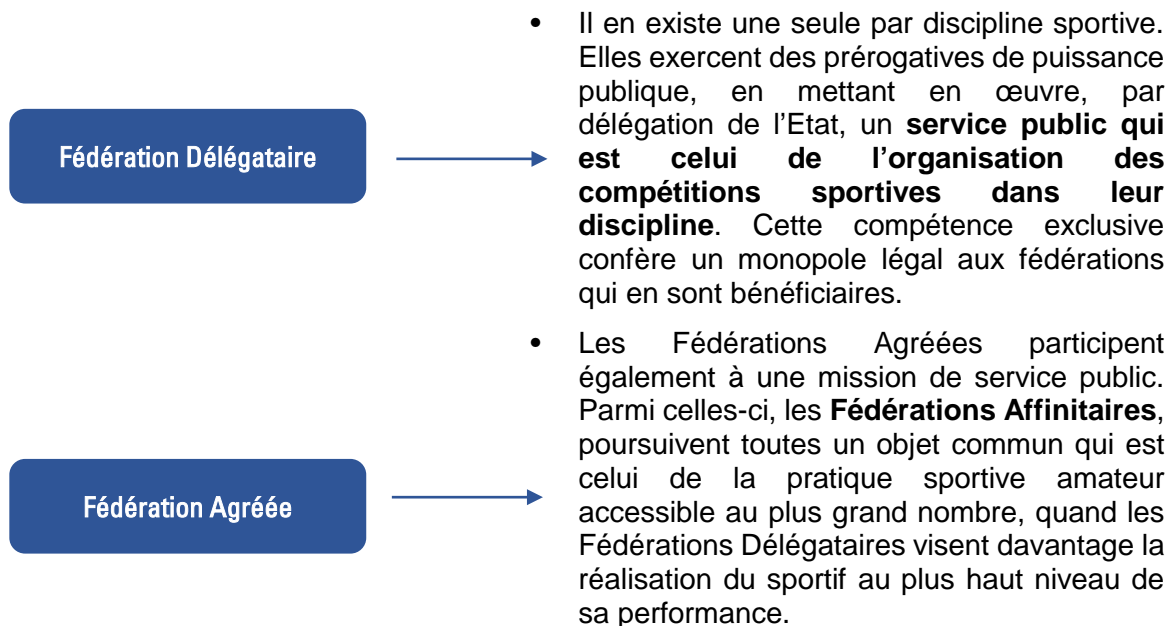 Fédération Délégataire
• Il en existe une seule par discipline sportive.
Elles exercent des prérogatives de puissance
publique, en mettant en œuvre, par
délégation de l’Etat, un service public qui
est celui de l’organisation des
compétitions sportives dans leur
discipline. Cette compétence exclusive
confère un monopole légal aux fédérations
qui en sont bénéficiaires.
Fédération Agréée
• Les Fédérations Agréées participent
également à une mission de service public.
Parmi celles-ci, les Fédérations Affinitaires,
poursuivent toutes un objet commun qui est
celui de la pratique sportive amateur
accessible au plus grand nombre, quand les
Fédérations Délégataires visent davantage la
réalisation du sportif au plus haut niveau de
sa performance.